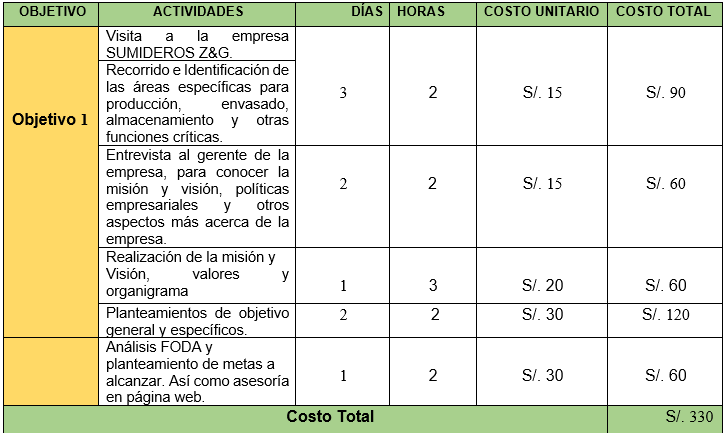 OBJETIVO ACTIVIDADES DÍAS HORAS COSTO UNITARIO COSTO TOTAL
Objetivo 1
Visita a la empresa
SUMIDEROS Z&G.
Recorrido e Identificación de
las áreas específicas para
producción, envasado,
almacenamiento y otras
funciones críticas.
3 2 S/. 15 S/. 90
Entrevista al gerente de la
empresa, para conocer la
misión y visión, políticas
empresariales y otros
aspectos más acerca de la
empresa.
2 2 S/. 15 S/. 60
Realización de la misión y
Visión, valores y
organigrama
1 3 S/. 20 S/. 60
Planteamientos de objetivo
general y específicos.
2 2 S/. 30 S/. 120
Análisis FODA y
planteamiento de metas a
alcanzar. Así como asesoría
en página web.
1 2 S/. 30 S/. 60
Costo Total S/. 330